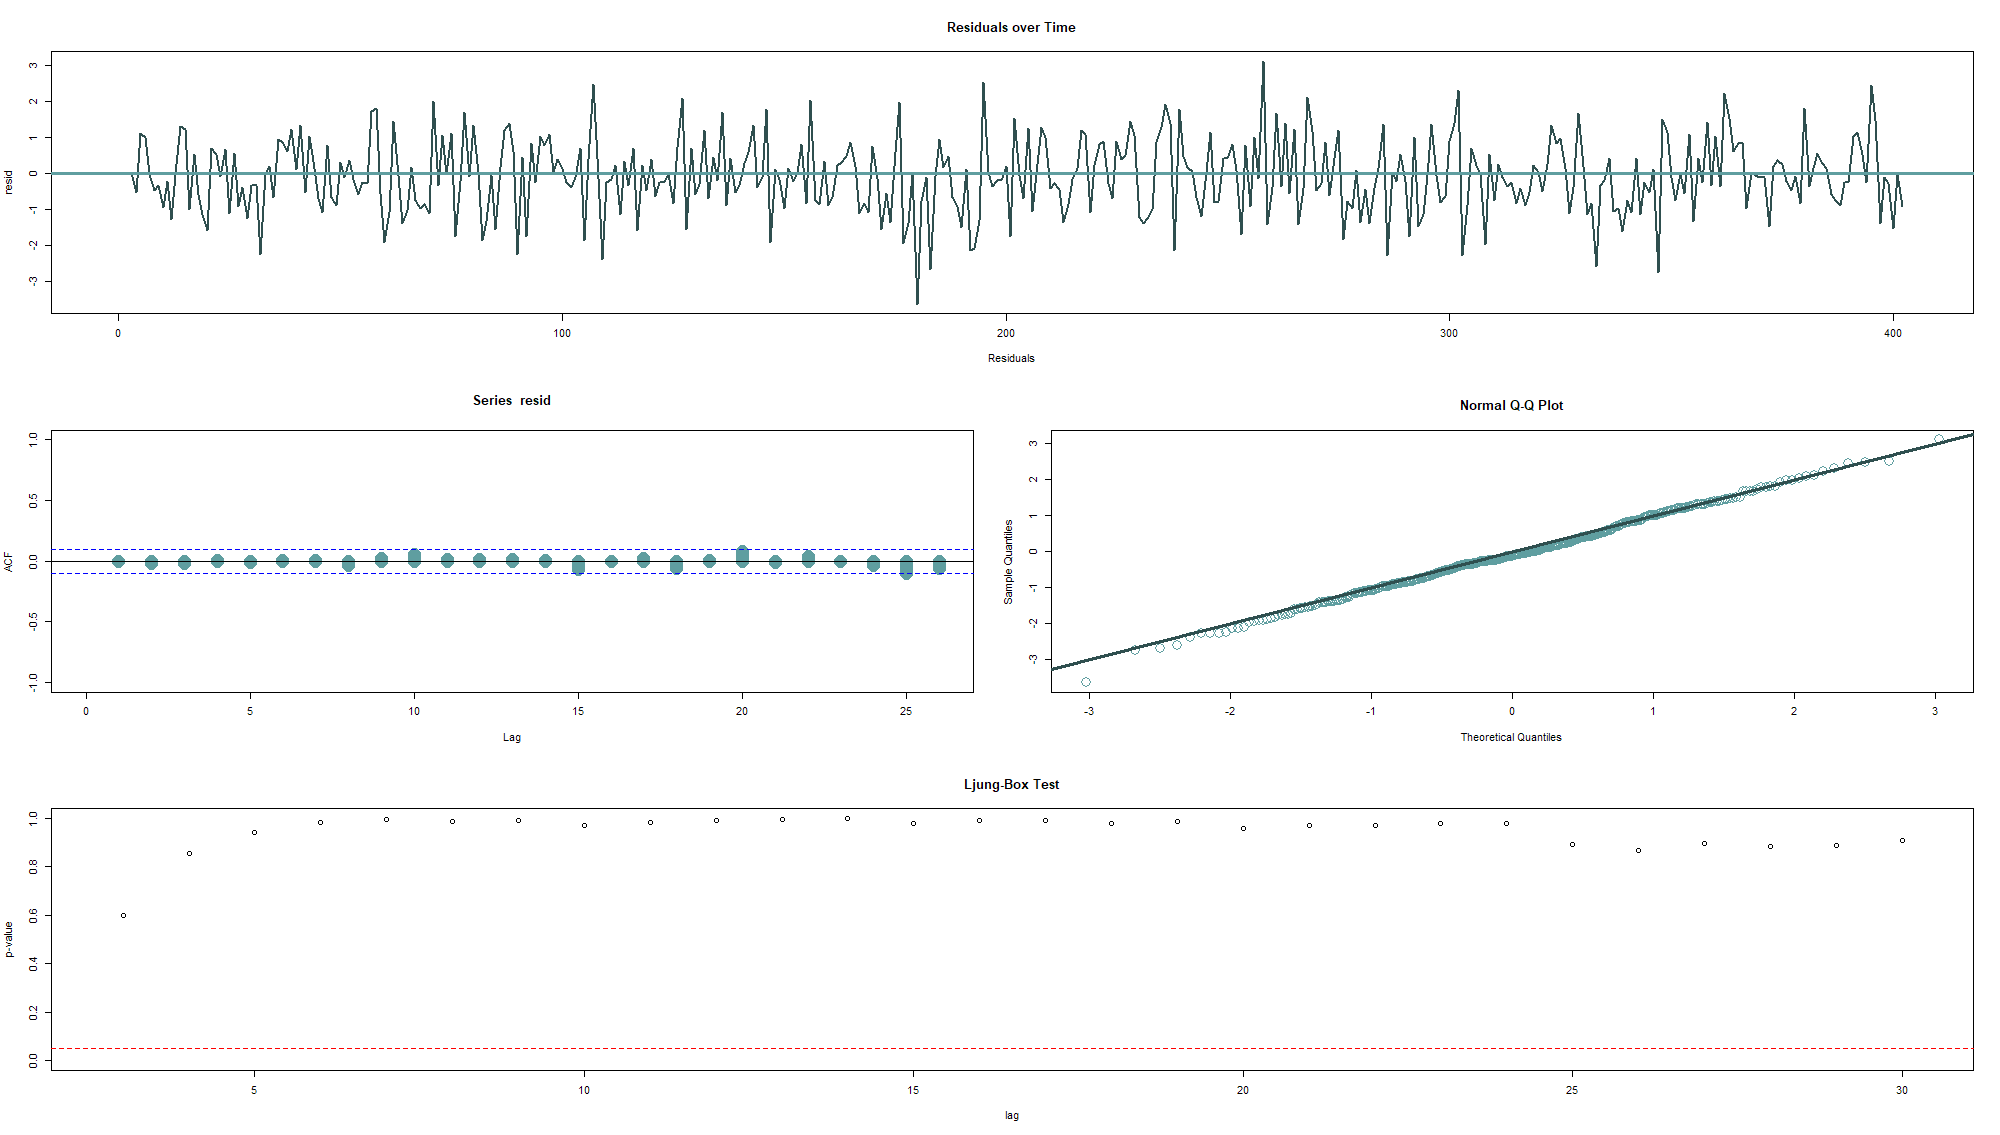 Residuals over Time
resid
3
2
1
0
-1
-2
-3
0 100 200 300 400
Residuals
Series  resid
ACF
1.0
0.5
0.0
-0.5
-1.0
0 5 10 15 20 25
Lag
Normal Q-Q Plot
Sample Quantiles
3
2
1
0
-1
-2
-3
-3 -2 -1 0 1 2 3
Theoretical Quantiles
Ljung-Box Test
p-value
1.0
0.8
0.6
0.4
0.2
0.0
5 10 15 20 25 30
lag